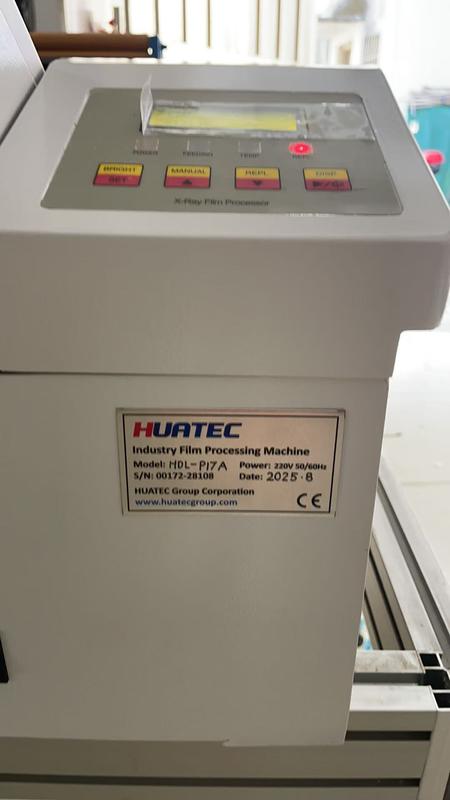 POWER FEEDING TEMP REPL
BRIGHT MANUAL REPL DISP
SET
X-Ray Film Processor
HUATEC
Industry Film Processing Machine
Model: HDL-P17A Power: 220V 50/60Hz
S/N: 00172-28108 Date: 2025.8
HUATEC Group Corporation
www.huatecgroup.com CE